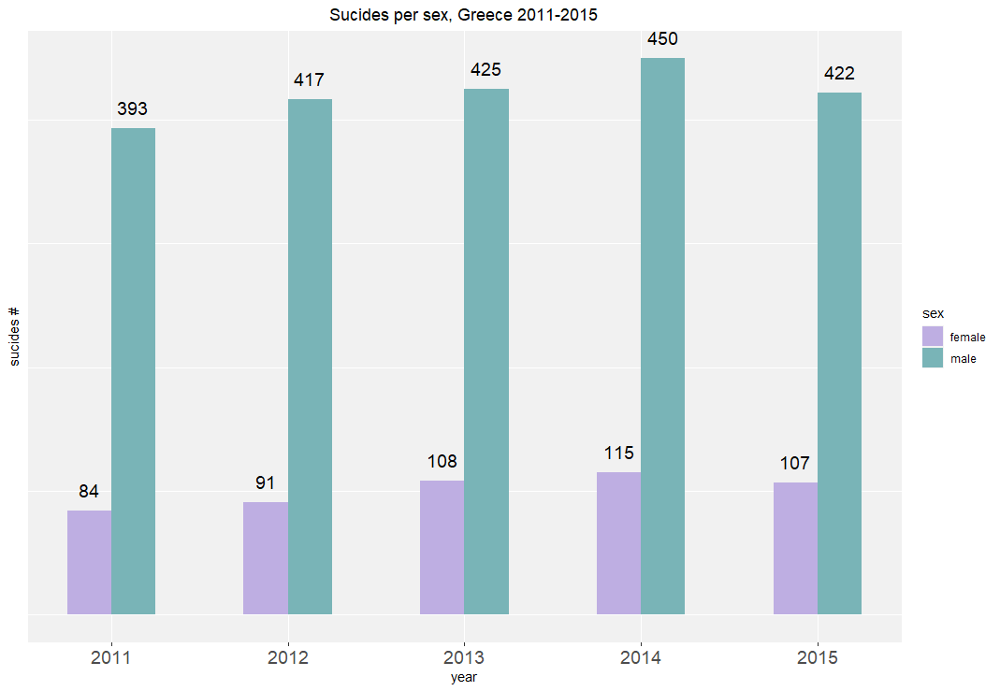 Sucides per sex, Greece 2011-2015
450
425
422
417
393
115
108
107
91
84
sucides #
sex
female
male
2011 2012 2013 2014 2015
year